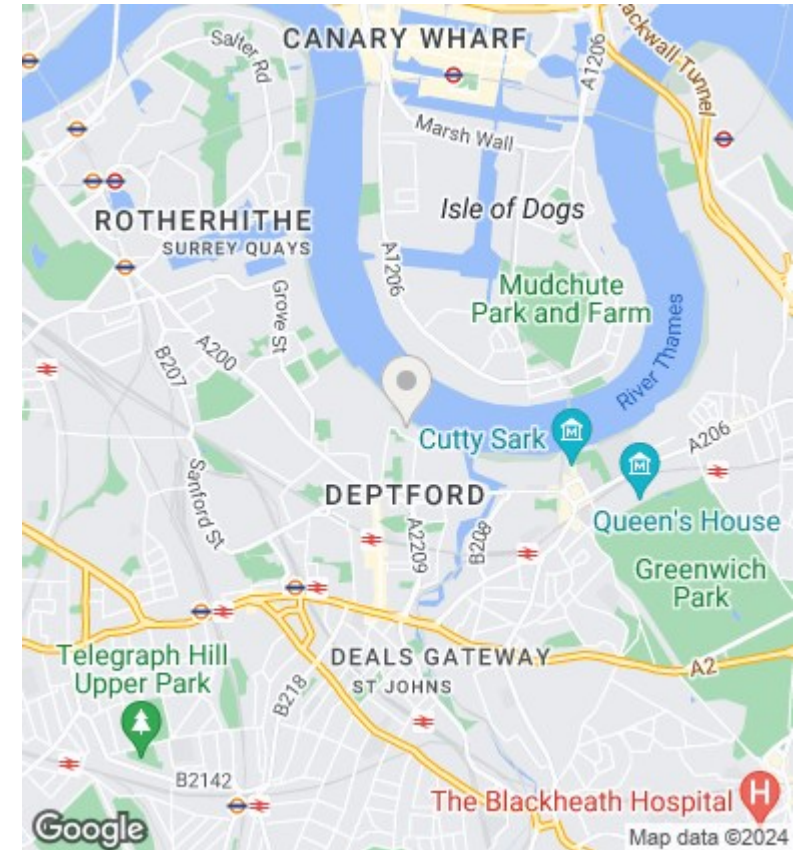 CANARY WHARF
Salter Rd
A1206
ackwall Tunnel
Marsh Wall
ROTHERHITHE
SURREY QUAYS
Isle of Dogs
A1206
Grove St
Mudchute
Park and Farm
A200
B207
River Thames
Cutty Sark
M
A206
M
Sanford St
DEPTFORD
A2209
B208
Queen's House
Greenwich
Park
Telegraph Hill
Upper Park
DEALS GATEWAY
ST JOHNS
A2
B218
B2142
The Blackheath Hospital
H
Google
Map data ©2024